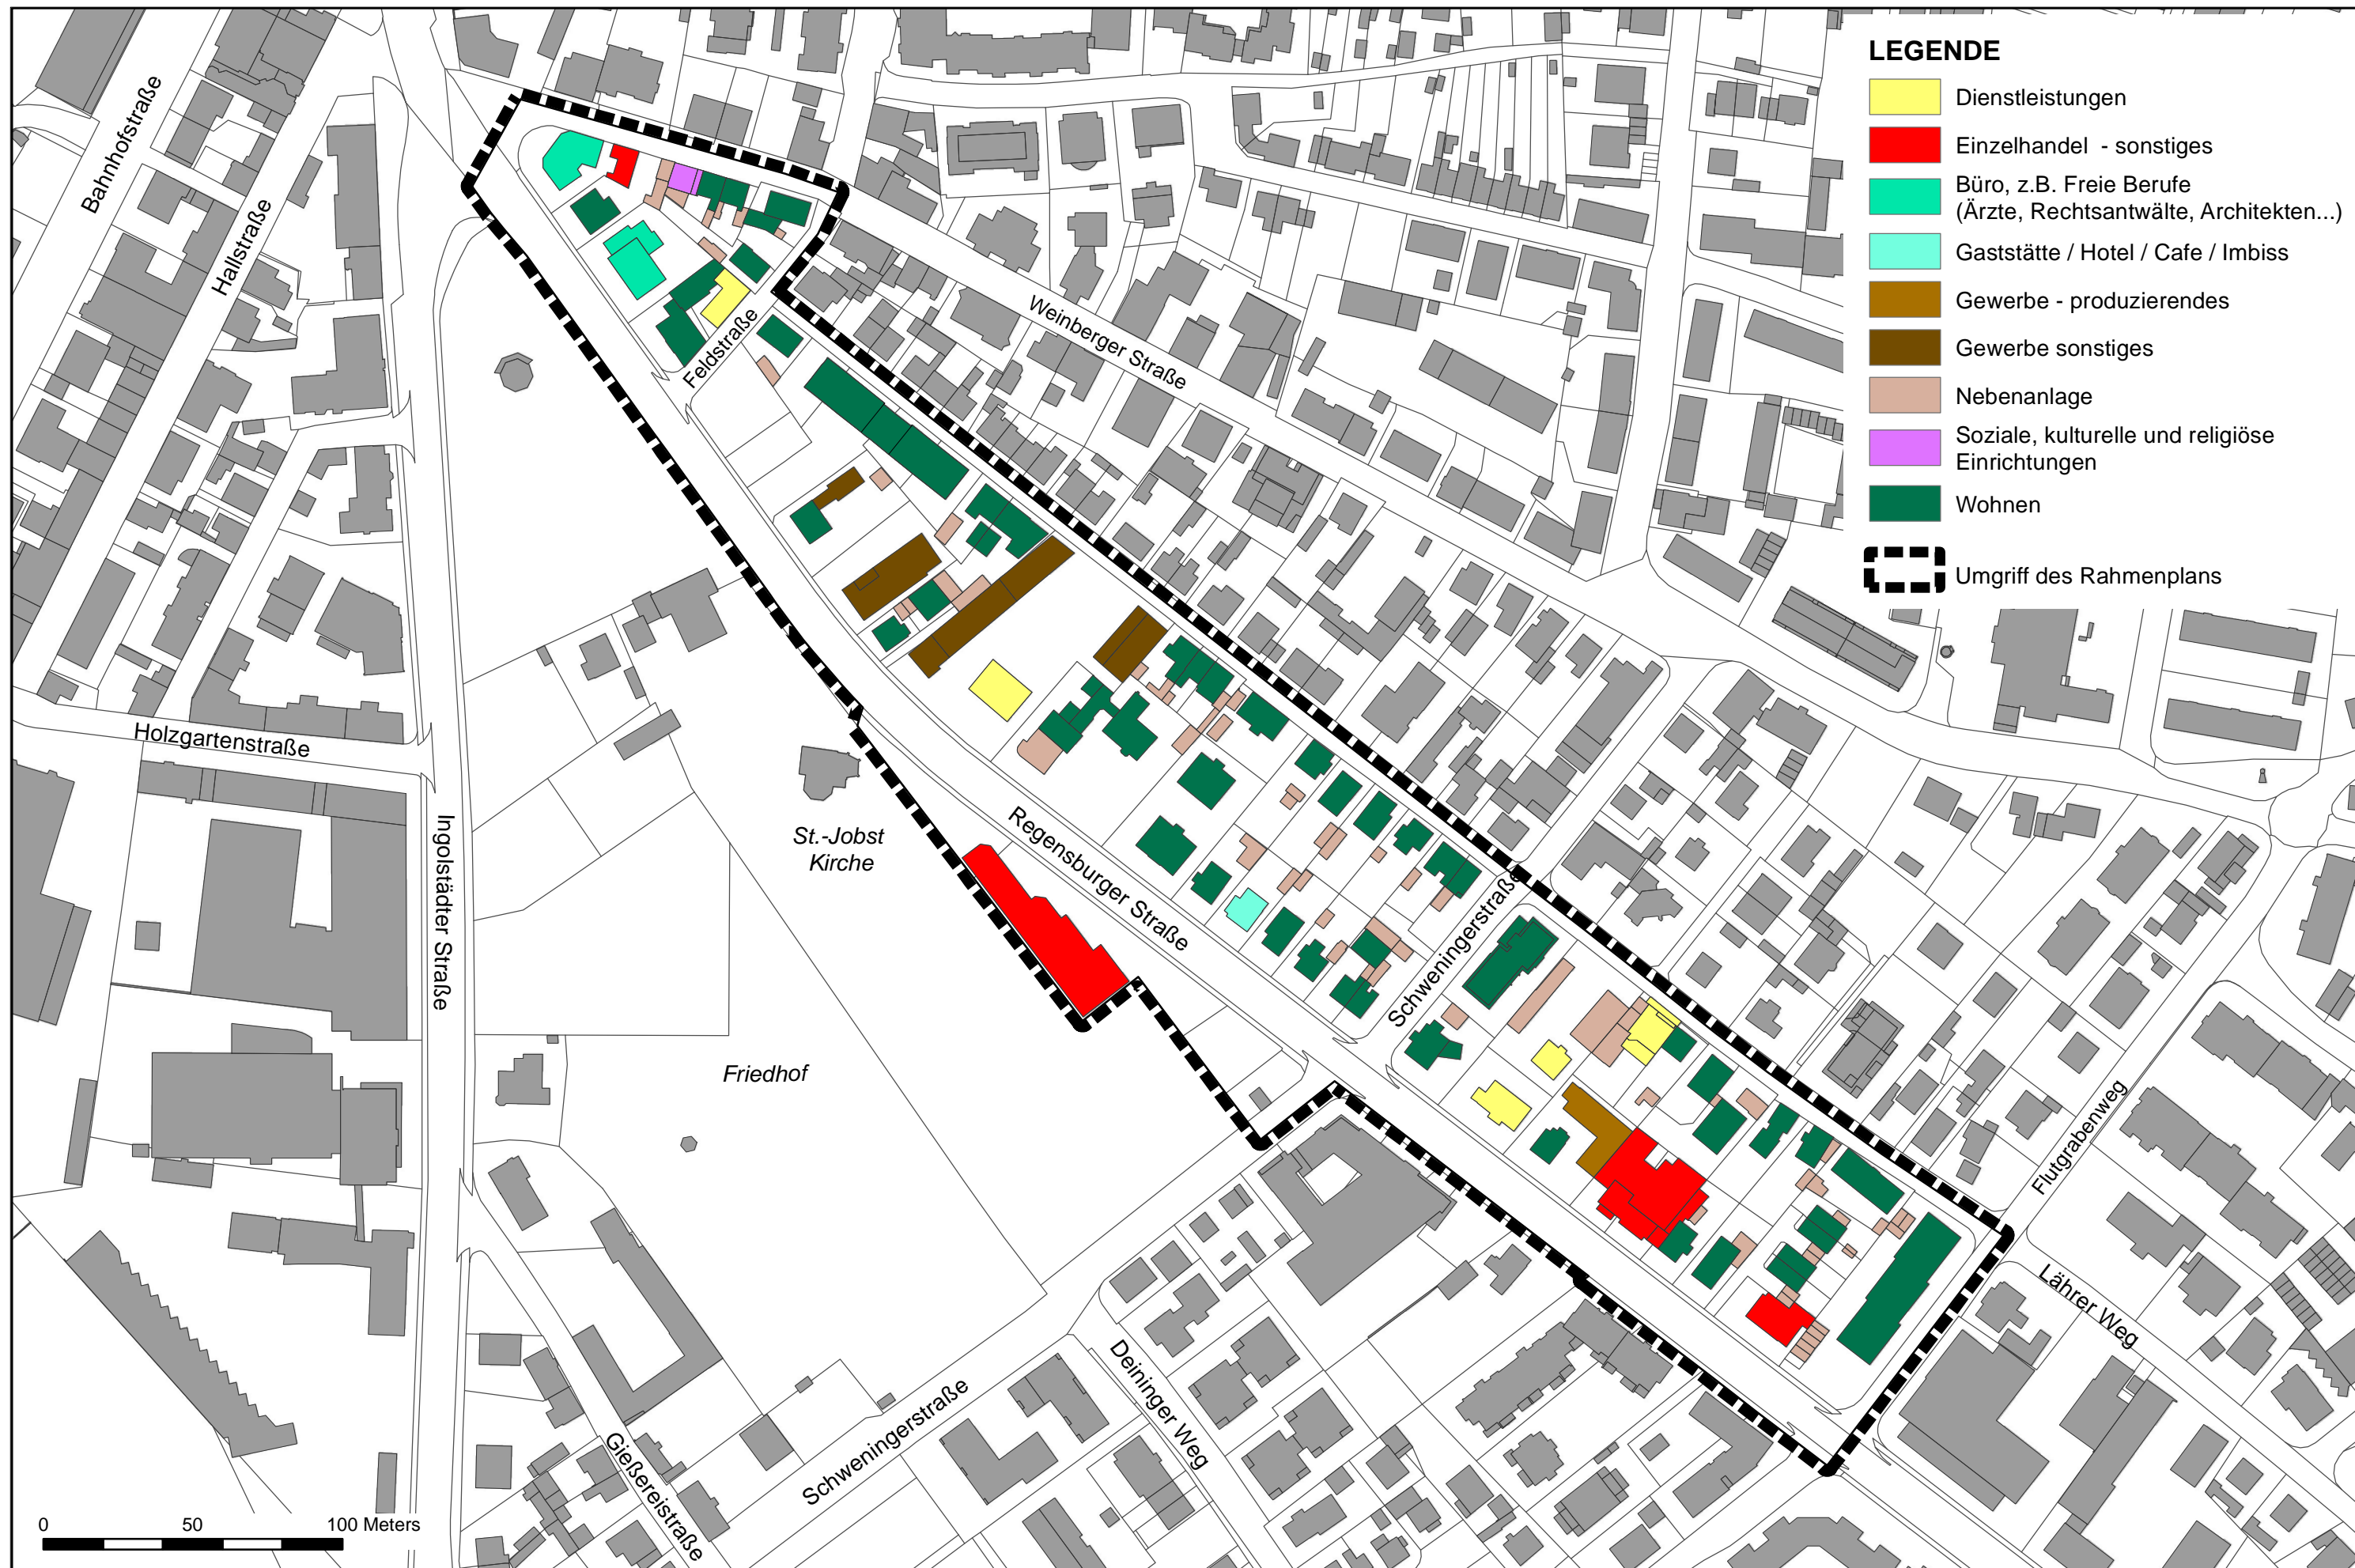 LEGENDE
Dienstleistungen
Einzelhandel - sonstiges
Büro, z.B. Freie Berufe
(Ärzte, Rechtsantwälte, Architekten...)
Gaststätte / Hotel / Cafe / Imbiss
Gewerbe - produzierendes
Gewerbe sonstiges
Nebenanlage
Soziale, kulturelle und religiöse
Einrichtungen
Wohnen
Umgriff des Rahmenplans
Bahnhofstraße
Hallstraße
Weinberger Straße
Feldstraße
Holzgartenstraße
Ingolstädter Straße
St.-Jobst
Kirche
Regensburger Straße
Schweningerstraße
Friedhof
Flutgrabenweg
Lährer Weg
Deininger Weg
Schweningerstraße
Gießereistraße
0 50 100 Meters